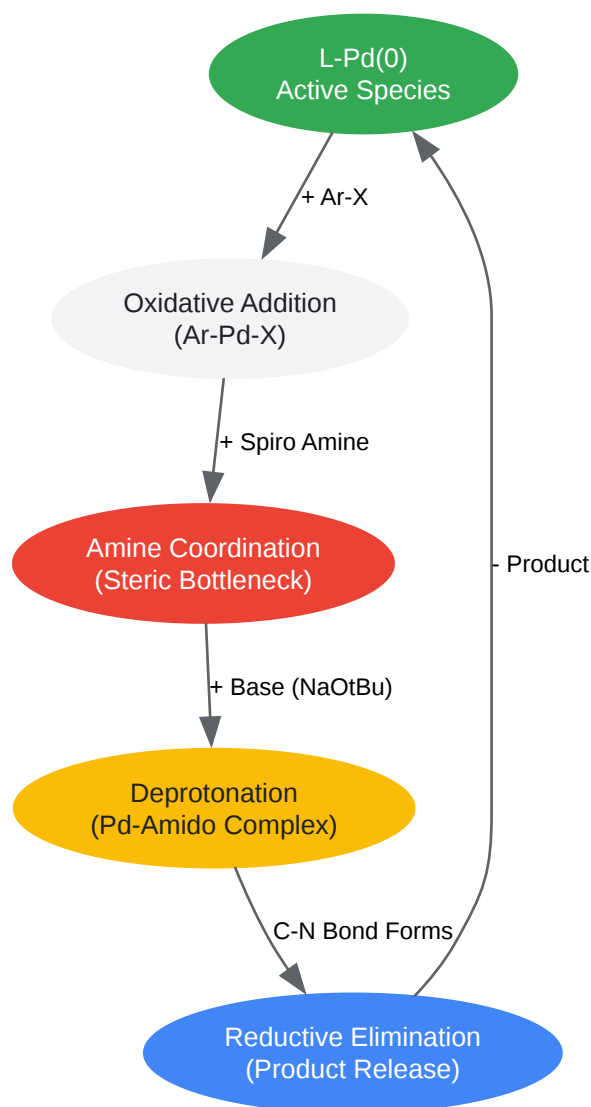 L-Pd(0)
Active Species
+ Ar-X
Oxidative Addition
(Ar-Pd-X)
+ Spiro Amine
Amine Coordination
(Steric Bottleneck)
- Product
+ Base (NaOtBu)
Deprotonation
(Pd-Amido Complex)
C-N Bond Forms
Reductive Elimination
(Product Release)